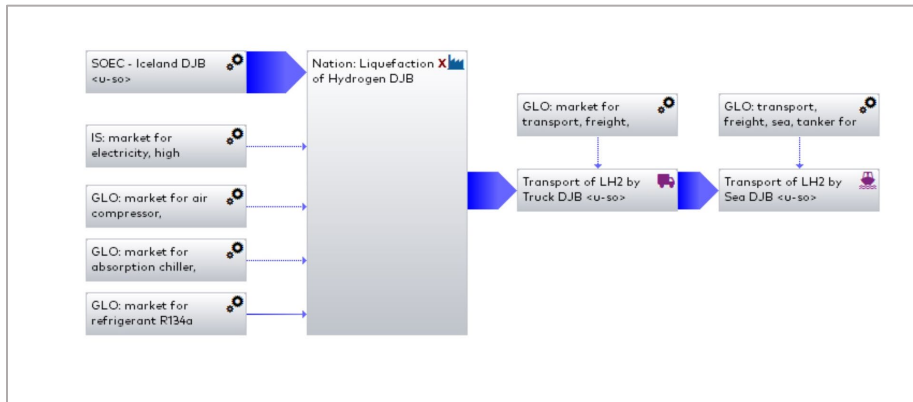 SOEC - Iceland DJB
<u-so>
Nation: Liquefaction X
of Hydrogen DJB
IS: market for
electricity, high
GLO: market for air
compressor,
GLO: market for
absorption chiller,
GLO: market for
refrigerant R134a
GLO: market for
transport, freight,
GLO: transport,
freight, sea, tanker for
Transport of LH2 by
Truck DJB <u-so>
Transport of LH2 by
Sea DJB <u-so>